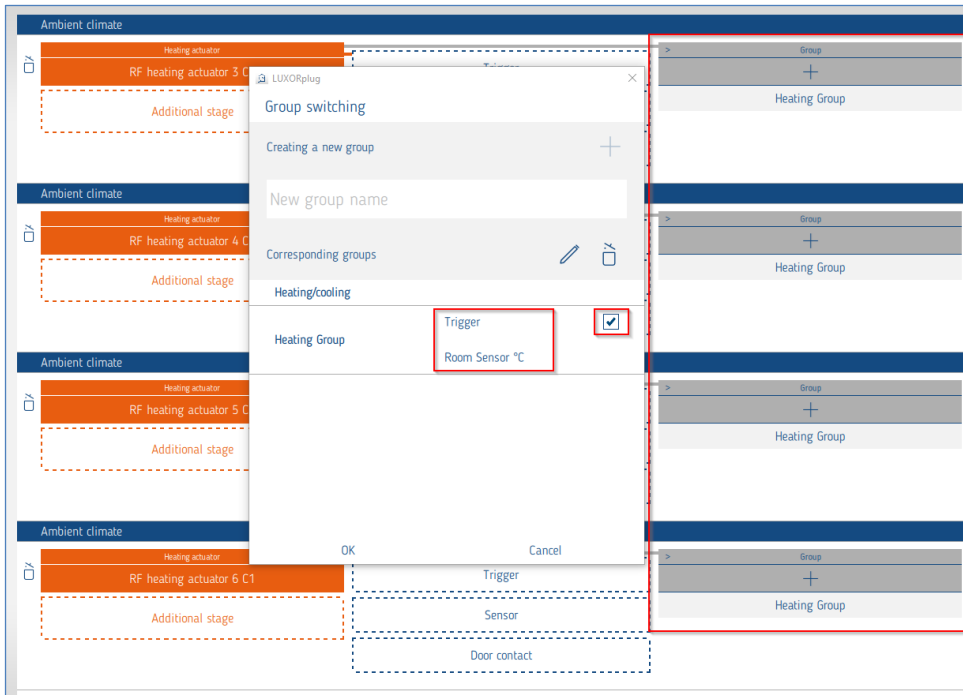 Ambient climate
Heating actuator
RF heating actuator 3 C
Additional stage
> Group
+
Heating Group
LUXORplug
Group switching
Creating a new group
New group name
Corresponding groups
Heating/cooling
Heating Group
Trigger
Room Sensor °C
OK
Cancel
Ambient climate
Heating actuator
RF heating actuator 4 C
Additional stage
> Group
+
Heating Group
Ambient climate
Heating actuator
RF heating actuator 5 C
Additional stage
> Group
+
Heating Group
Ambient climate
Heating actuator
RF heating actuator 6 C1
Additional stage
Trigger
Sensor
Door contact
> Group
+
Heating Group